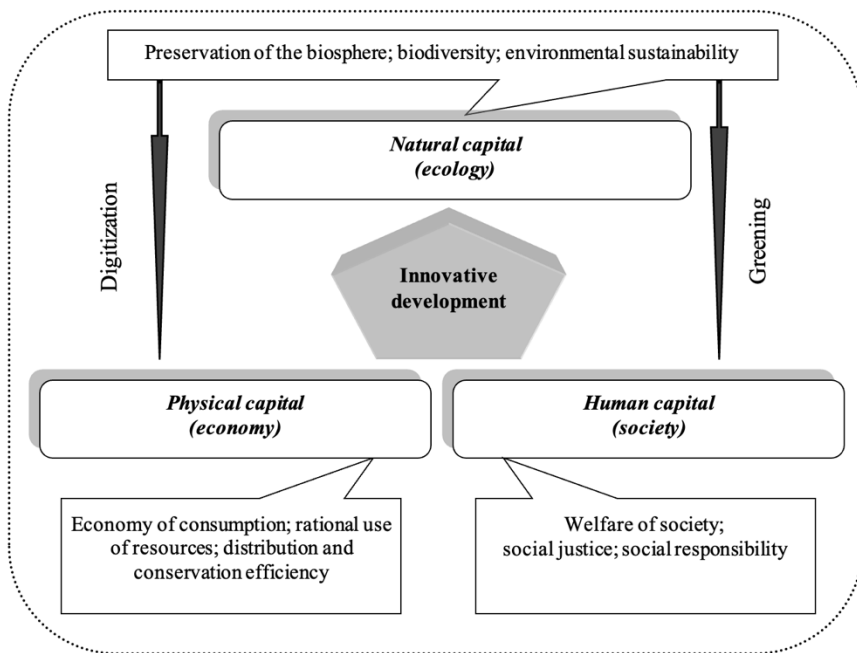 Preservation of the biosphere; biodiversity; environmental sustainability
Natural capital
(ecology)
Digitization
Greening
Innovative
development
Physical capital
(economy)
Human capital
(society)
Economy of consumption; rational use
of resources; distribution and
conservation efficiency
Welfare of society;
social justice; social responsibility